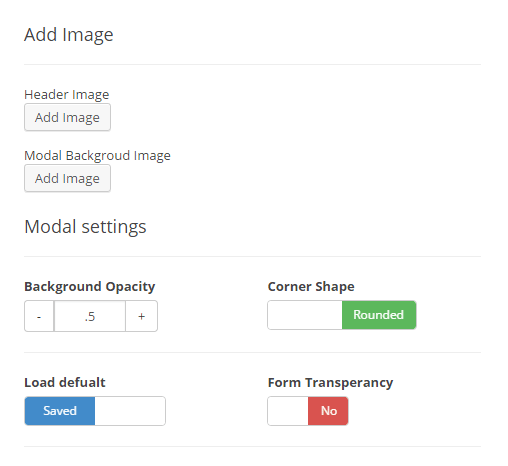 Add Image
Header Image
Add Image
Modal Backgroud Image
Add Image
Modal settings
Background Opacity
Corner Shape
- .5 +
Rounded
Load defualt
Form Transperancy
Saved
No